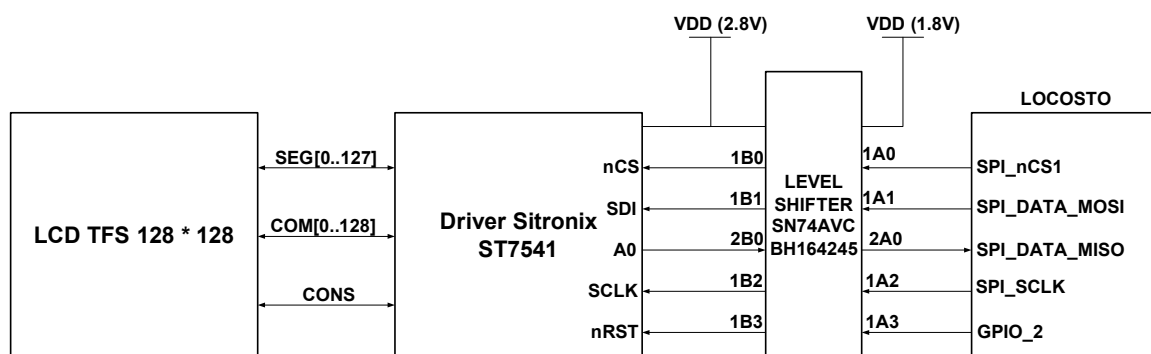 VDD (2.8V)
VDD (1.8V)
LOCOSTO
SEG[0..127]
COM[0..128]
CONS
LCD TFS 128 * 128
Driver Sitronix
ST7541
nCS
SDI
A0
SCLK
nRST
1B0
1B1
2B0
1B2
1B3
LEVEL
SHIFTER
SN74AVC
BH164245
1A0
1A1
2A0
1A2
1A3
SPI_nCS1
SPI_DATA_MOSI
SPI_DATA_MISO
SPI_SCLK
GPIO_2